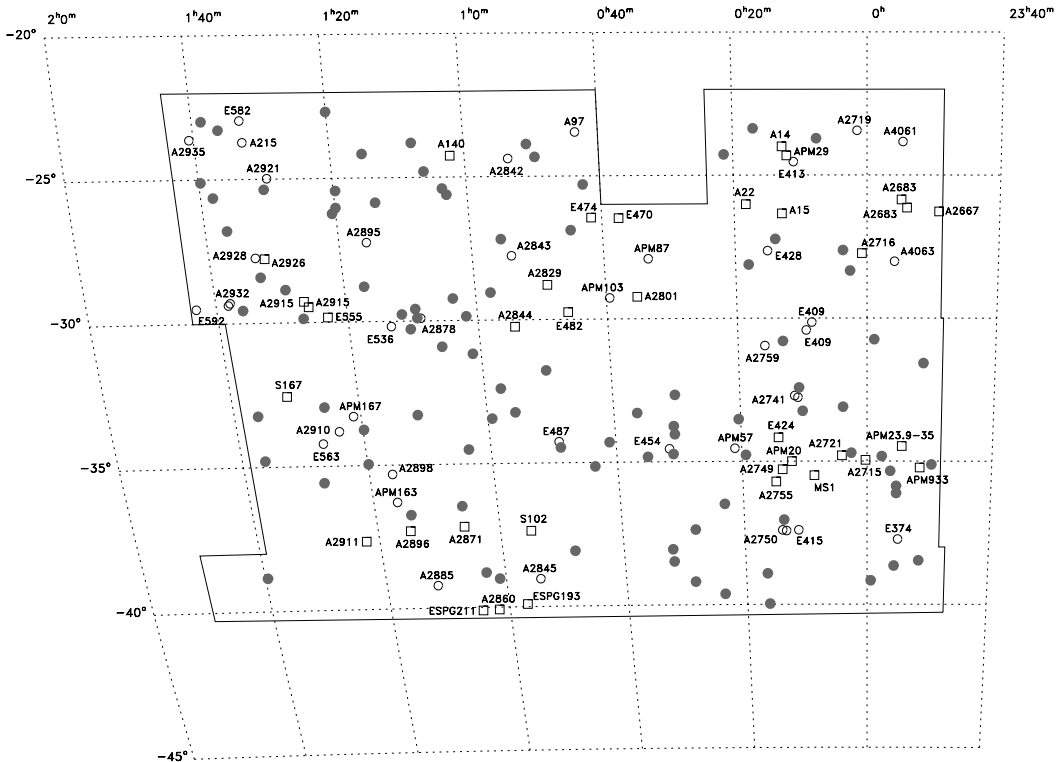 2ʰ0ᵐ
1ʰ40ᵐ
1ʰ20ᵐ
1ʰ0ᵐ
0ʰ40ᵐ
0ʰ20ᵐ
0ʰ
23ʰ40ᵐ
−20°
E582
A97
A2719
A4061
A2935
A215
A140
A2842
A14
APM29
E413
A2921
−25°
A22
A15
A2683
A2683
A2667
E474
E470
A2895
A2843
APM87
E428
A2716
A4063
A2928
A2926
A2829
APM103
A2801
A2932
A2915
A2915
E592
E555
E536
A2878
A2844
E482
E409
E409
−30°
A2759
S167
APM167
A2741
A2910
E563
E487
E454
APM57
E424
APM20
A2721
APM23.9−35
−35°
A2898
A2749
A2755
MS1
A2715
APM933
APM163
A2911
A2896
A2871
S102
A2750
E415
E374
A2885
A2845
ESPG211
A2860
ESPG193
−40°
−45°